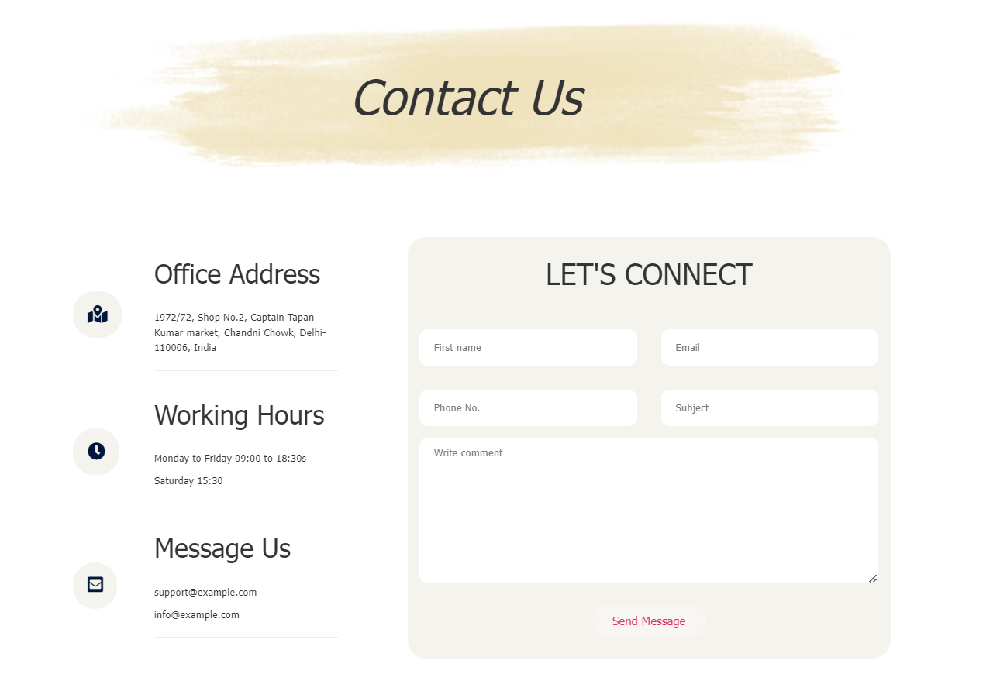 Contact Us
Office Address
1972/72, Shop No.2, Captain Tapan
Kumar market, Chandni Chowk, Delhi-
110006, India
Working Hours
Monday to Friday 09:00 to 18:30s
Saturday 15:30
Message Us
support@example.com
info@example.com
LET'S CONNECT
First name
Email
Phone No.
Subject
Write comment
Send Message